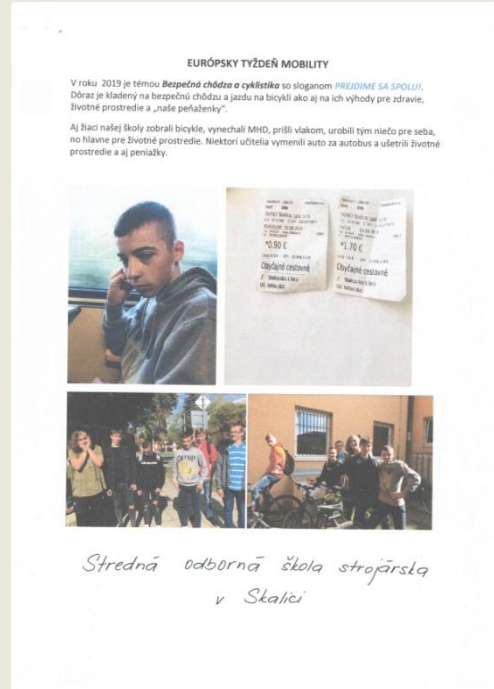 EURÓPSKY TÝŽDEŇ MOBILITY
V roku 2019 je témou Bezpečná chôdza a cyklistika so sloganom PREJDIME SA SPOLU!.
Dôraz je kladený na bezpečnú chôdzu a jazdu na bicykli ako aj na ich výhody pre zdravie,
životné prostredie a „naše peňaženky".
Aj žiaci našej školy zobrali bicykle, vynechali MHD, prišli vlakom, urobili tým niečo pre seba,
no hlavne pre životné prostredie. Niektorí učitelia vymenili auto za autobus a ušetrili životné
prostredie a aj peniažky.
*0.90 €
Obyčajné cestovné
*1.70 €
Obyčajné cestovné
Stredná odborná škola strojárska
v Skalici